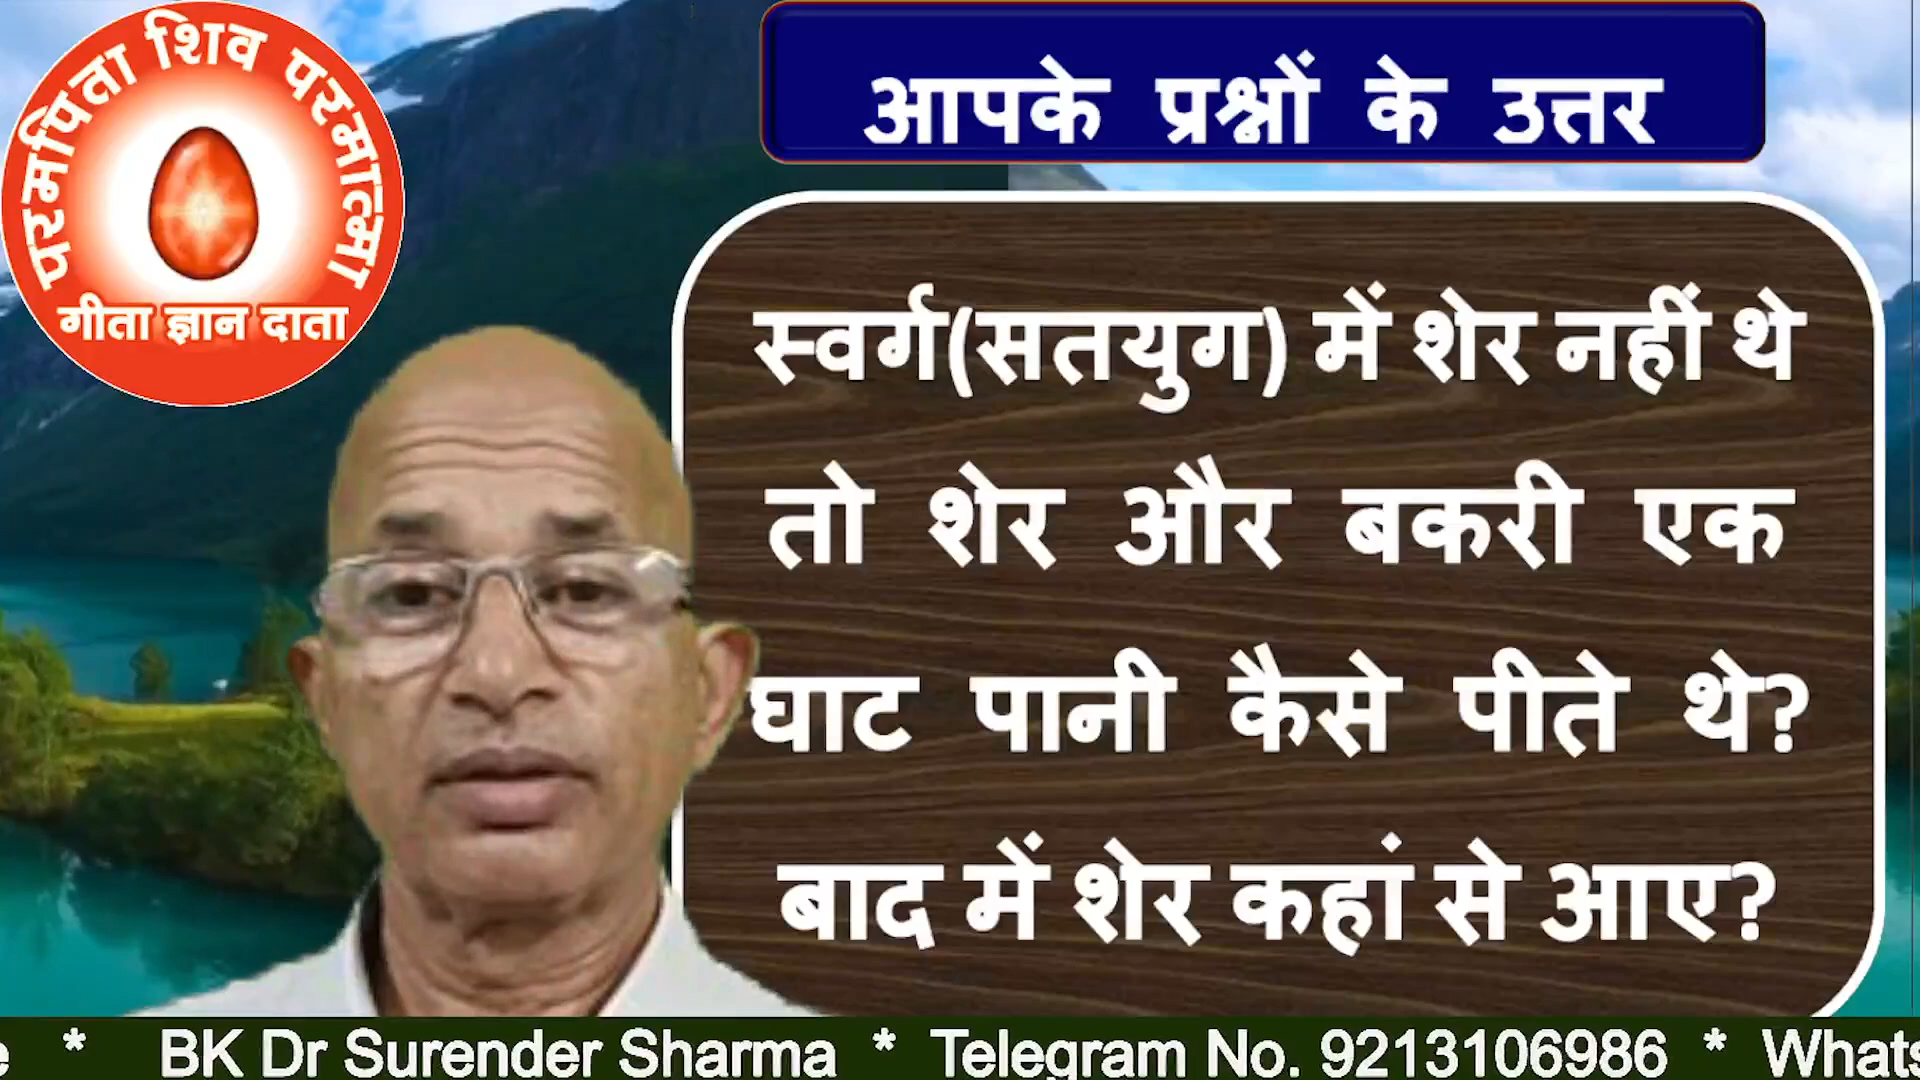 परमपिता शिव परमात्मा
गीता ज्ञान दाता
आपके प्रश्नों के उत्तर
स्वर्ग(सतयुग) में शेर नहीं थे
तो शेर और बकरी एक
घाट पानी कैसे पीते थे?
बाद में शेर कहां से आए?
* BK Dr Surender Sharma * Telegram No. 9213106986 *